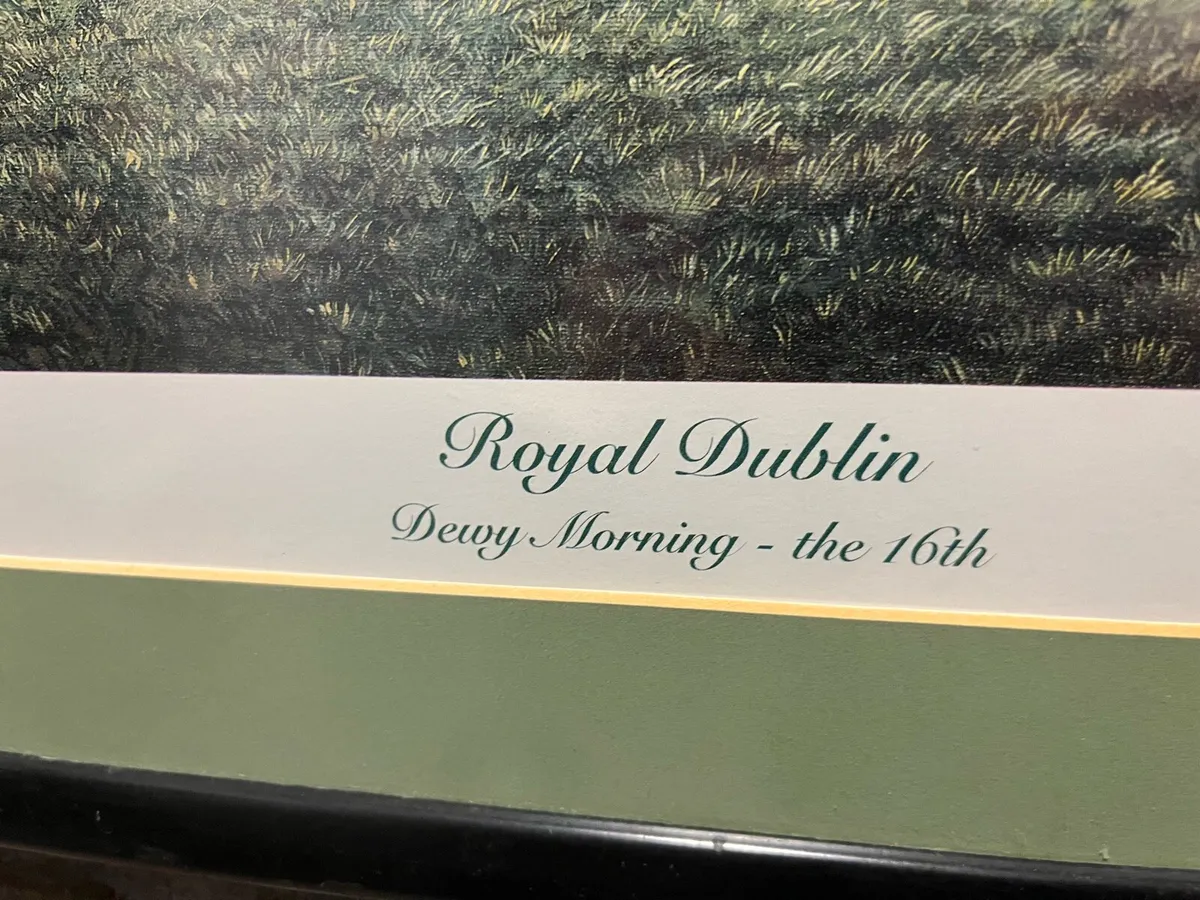 Royal Dublin
Dewy Morning - the 16th